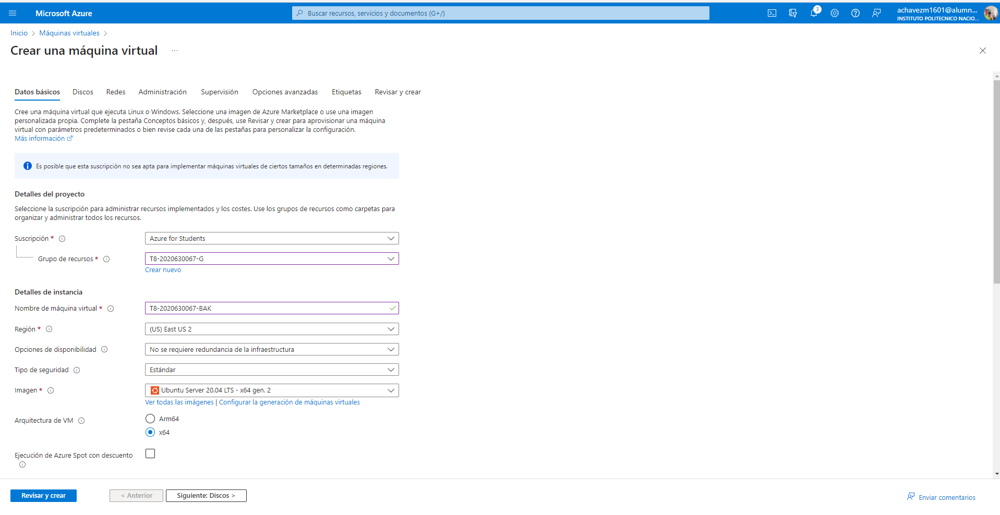 Microsoft Azure
Buscar recursos, servicios y documentos (G+/)
3
achavezm1601@alumn...
INSTITUTO POLITECNICO NACIO...
Inicio > Máquinas virtuales >
Crear una máquina virtual ...
Datos básicos Discos Redes Administración Supervisión Opciones avanzadas Etiquetas Revisar y crear
Cree una máquina virtual que ejecuta Linux o Windows. Seleccione una imagen de Azure Marketplace o use una imagen
personalizada propia. Complete la pestaña Conceptos básicos y, después, use Revisar y crear para aprovisionar una máquina
virtual con parámetros predeterminados o bien revise cada una de las pestañas para personalizar la configuración.
Más información
Es posible que esta suscripción no sea apta para implementar máquinas virtuales de ciertos tamaños en determinadas regiones.
Detalles del proyecto
Seleccione la suscripción para administrar recursos implementados y los costes. Use los grupos de recursos como carpetas para
organizar y administrar todos los recursos.
Suscripción * Azure for Students
Grupo de recursos * T8-2020630067-G
Crear nuevo
Detalles de instancia
Nombre de máquina virtual * T8-2020630067-BAK
Región * (US) East US 2
Opciones de disponibilidad No se requiere redundancia de la infraestructura
Tipo de seguridad Estándar
Imagen * Ubuntu Server 20.04 LTS - x64 gen. 2
Ver todas las imágenes | Configurar la generación de máquinas virtuales
Arquitectura de VM Arm64
x64
Ejecución de Azure Spot con descuento
Revisar y crear < Anterior Siguiente: Discos > Enviar comentarios